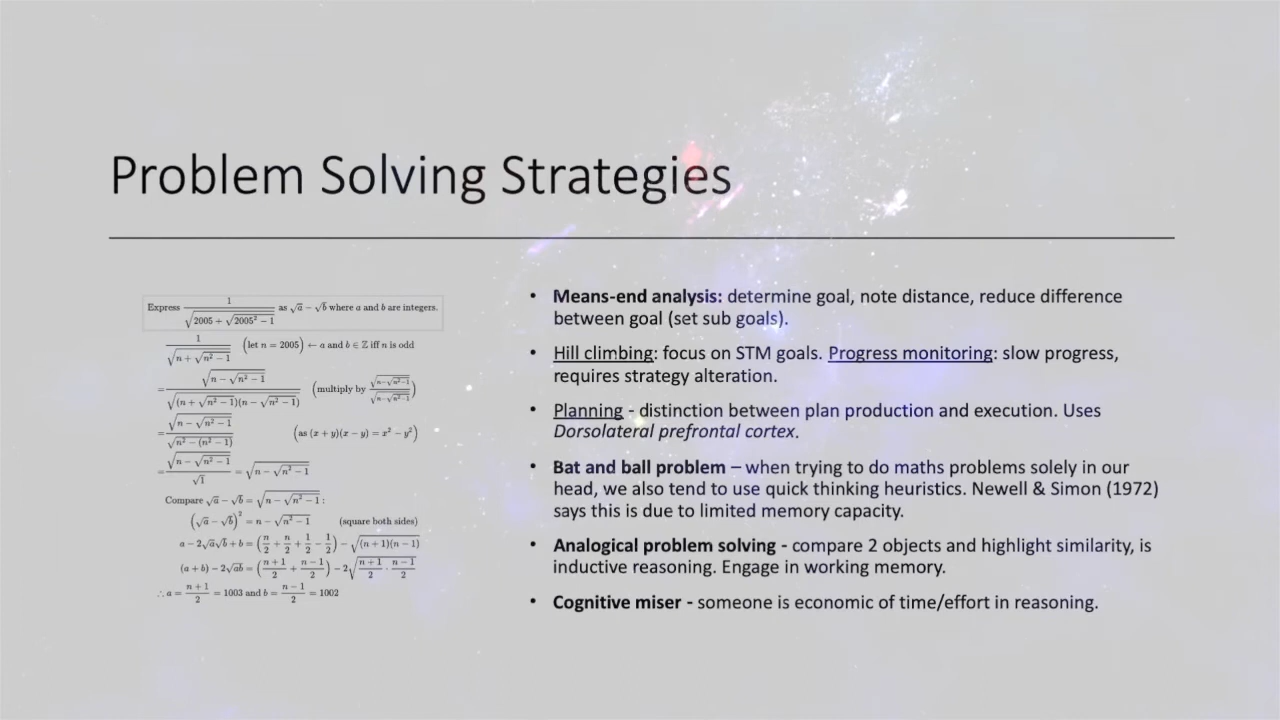 Problem Solving Strategies
Express 1/√(2005 + √(2005² − 1)) as √a − √b where a and b are integers.
1/√(n + √(n² − 1)) (let n = 2005) ← a and b ∈ ℤ iff n is odd
= √(n − √(n² − 1)) / √((n + √(n² − 1))(n − √(n² − 1))) (multiply by √(n−√(n²−1))/√(n−√(n²−1)))
= √(n − √(n² − 1)) / √(n² − (n² − 1)) (as (x + y)(x − y) = x² − y²)
= √(n − √(n² − 1)) / √1 = √(n − √(n² − 1))
Compare √a − √b = √(n − √(n² − 1)) :
(√a − √b)² = n − √(n² − 1) (square both sides)
a − 2√a√b + b = (n/2 + n/2 + 1/2 − 1/2) − √((n + 1)(n − 1))
(a + b) − 2√(ab) = ((n + 1)/2 + (n − 1)/2) − 2√((n + 1)/2 · (n − 1)/2)
∴ a = (n + 1)/2 = 1003 and b = (n − 1)/2 = 1002
• Means-end analysis: determine goal, note distance, reduce difference
between goal (set sub goals).
• Hill climbing: focus on STM goals. Progress monitoring: slow progress,
requires strategy alteration.
• Planning - distinction between plan production and execution. Uses
Dorsolateral prefrontal cortex.
• Bat and ball problem – when trying to do maths problems solely in our
head, we also tend to use quick thinking heuristics. Newell & Simon (1972)
says this is due to limited memory capacity.
• Analogical problem solving - compare 2 objects and highlight similarity, is
inductive reasoning. Engage in working memory.
• Cognitive miser - someone is economic of time/effort in reasoning.